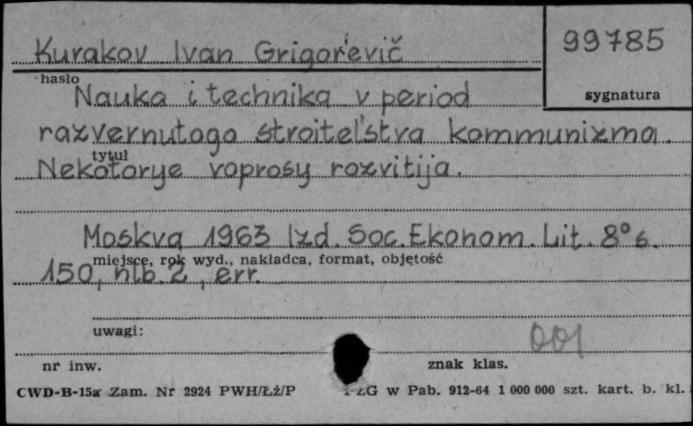 Kurakov Ivan Grigor'evič
99785
hasło
sygnatura
Nauka i technika v period
razvernutogo stroitel'stva kommunizma.
tytuł
Nekotorye voprosy razvitija.
Moskva 1963 Izd. Soc. Ekonom. Lit. 8° s.
miejsce, rok wyd., nakładca, format, objętość
150, nlb. 2, err.
uwagi:
001
nr inw.
znak klas.
CWD-B-15a Zam. Nr 2924 PWH/Łż/P
ZG w Pab. 912-64 1 000 000 szt. kart. b. kl.